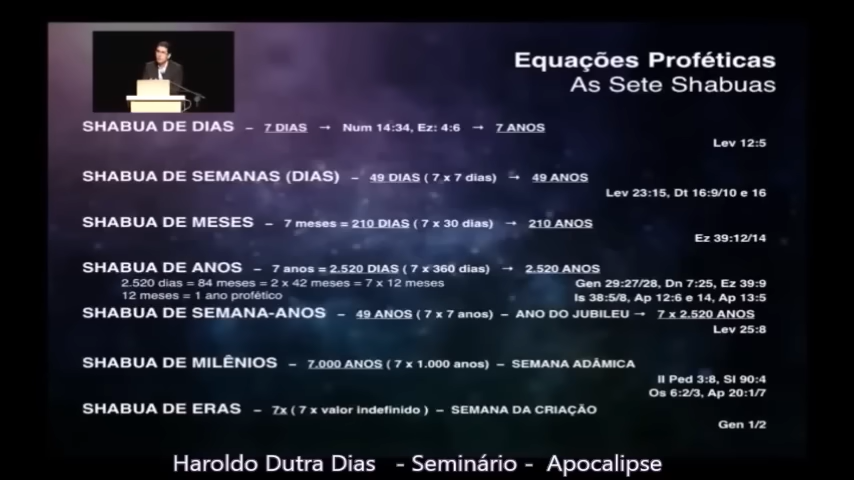 Equações Proféticas
As Sete Shabuas
SHABUA DE DIAS – 7 DIAS → Num 14:34, Ez: 4:6 → 7 ANOS
Lev 12:5
SHABUA DE SEMANAS (DIAS) – 49 DIAS ( 7 x 7 dias) → 49 ANOS
Lev 23:15, Dt 16:9/10 e 16
SHABUA DE MESES – 7 meses = 210 DIAS ( 7 x 30 dias) → 210 ANOS
Ez 39:12/14
SHABUA DE ANOS – 7 anos = 2.520 DIAS ( 7 x 360 dias) → 2.520 ANOS
2.520 dias = 84 meses = 2 x 42 meses = 7 x 12 meses
Gen 29:27/28, Dn 7:25, Ez 39:9
12 meses = 1 ano profético
Is 38:5/8, Ap 12:6 e 14, Ap 13:5
SHABUA DE SEMANA-ANOS – 49 ANOS ( 7 x 7 anos) – ANO DO JUBILEU → 7 x 2.520 ANOS
Lev 25:8
SHABUA DE MILÊNIOS – 7.000 ANOS ( 7 x 1.000 anos) – SEMANA ADÂMICA
II Ped 3:8, Sl 90:4
Os 6:2/3, Ap 20:1/7
SHABUA DE ERAS – 7x ( 7 x valor indefinido ) – SEMANA DA CRIAÇÃO
Gen 1/2
Haroldo Dutra Dias - Seminário - Apocalipse